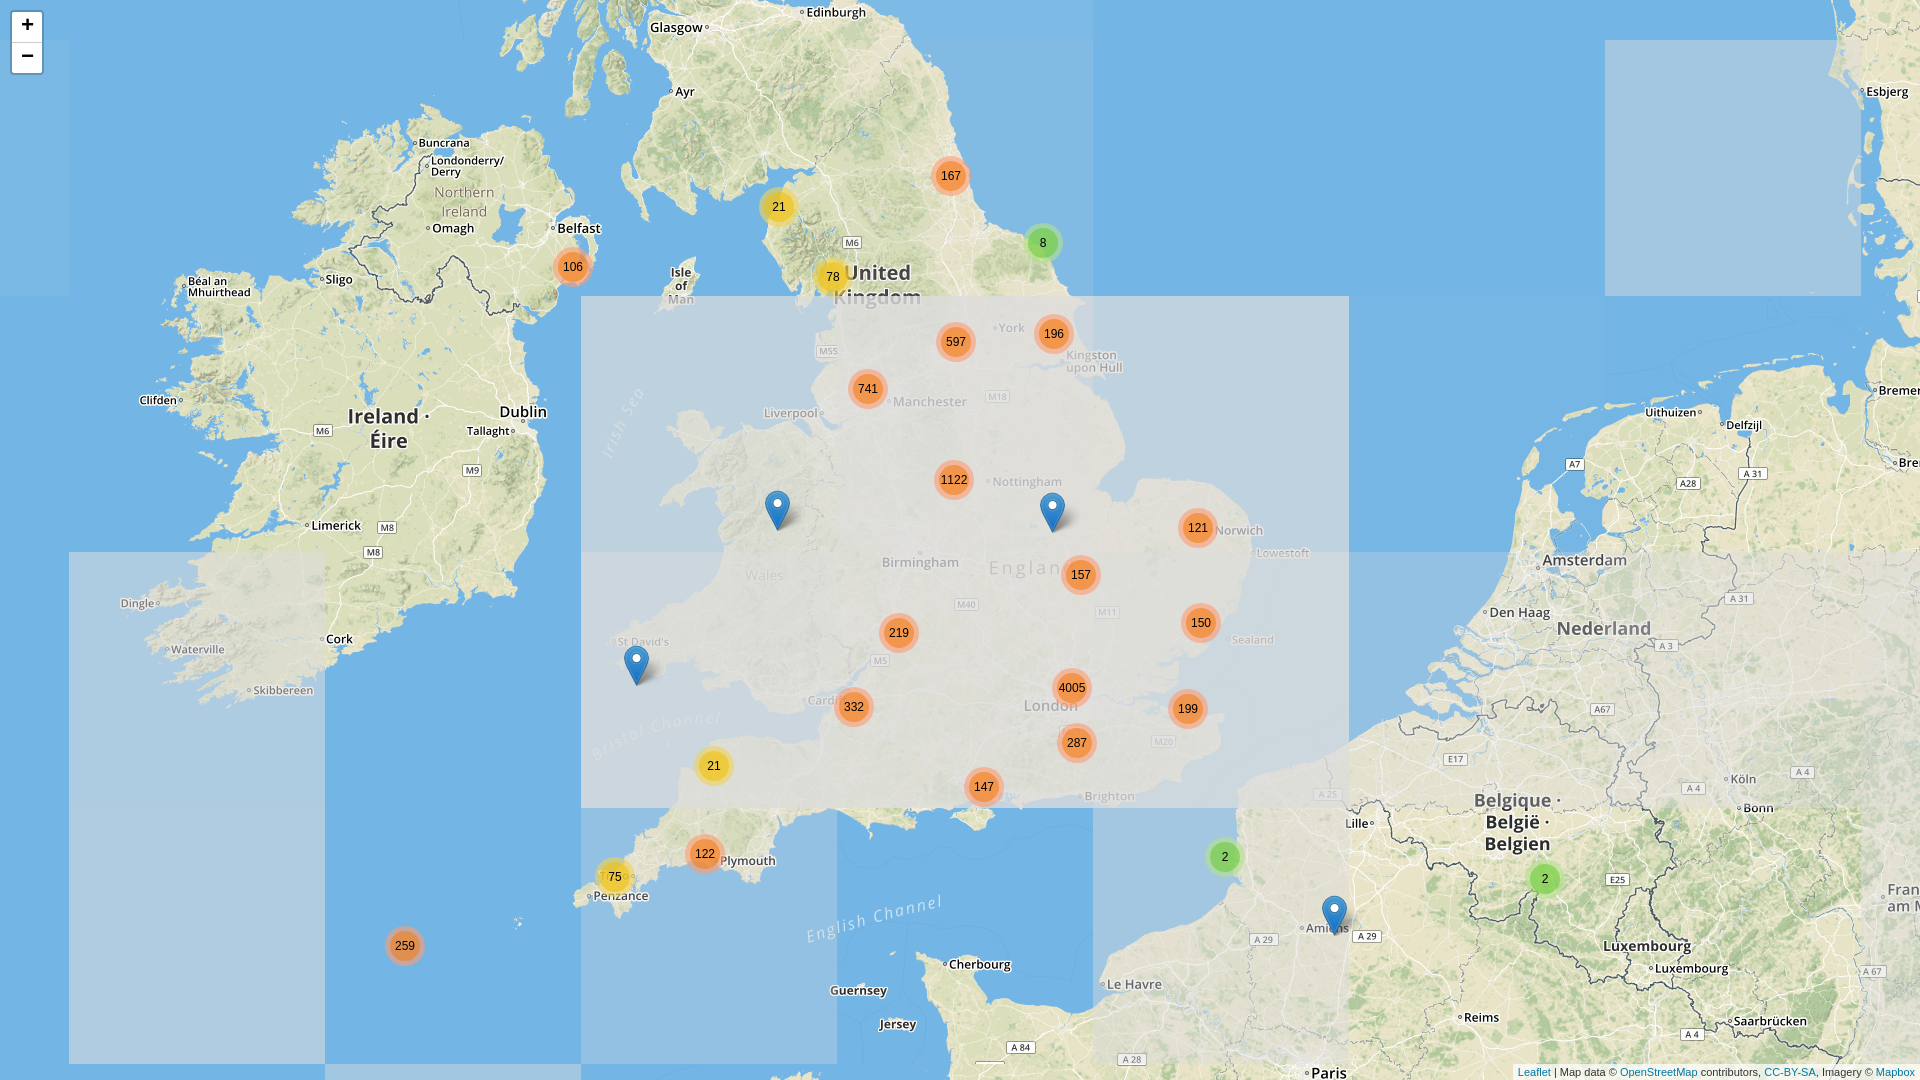 +
−
Glasgow
Edinburgh
Ayr
Esbjerg
Buncrana
Londonderry/
Derry
Northern
Ireland
Omagh
Belfast
167
21
8
M6
106
78
United
Kingdom
Isle
of
Man
Sligo
Béal an
Mhuirthead
597
York
196
M55
Kingston
upon Hull
741
Manchester
M18
Liverpool
Irish Sea
Clifden
Ireland ·
Éire
Dublin
Tallaght
M6
M9
Limerick
M8
M8
1122
Nottingham
121
Norwich
Lowestoft
Birmingham
Wales
157
M40
M11
150
219
Sealand
St David's
M5
Dingle
Cork
Waterville
Skibbereen
4005
London
199
332
287
M20
Bristol Channel
21
147
Brighton
122
Plymouth
75
Penzance
259
English Channel
Cherbourg
Guernsey
Jersey
Le Havre
A 84
A 28
A 29
Amiens
A 29
2
A 25
Lille
E17
Uithuizen
Delfzijl
A7
A28
A 31
Amsterdam
Den Haag
Nederland
A 31
A 3
A67
Köln
A 4
A 4
Bonn
Belgique ·
België ·
Belgien
2
E25
Luxembourg
Luxembourg
A 67
Reims
Saarbrücken
A 4
Paris
Leaflet | Map data © OpenStreetMap contributors, CC-BY-SA, Imagery © Mapbox